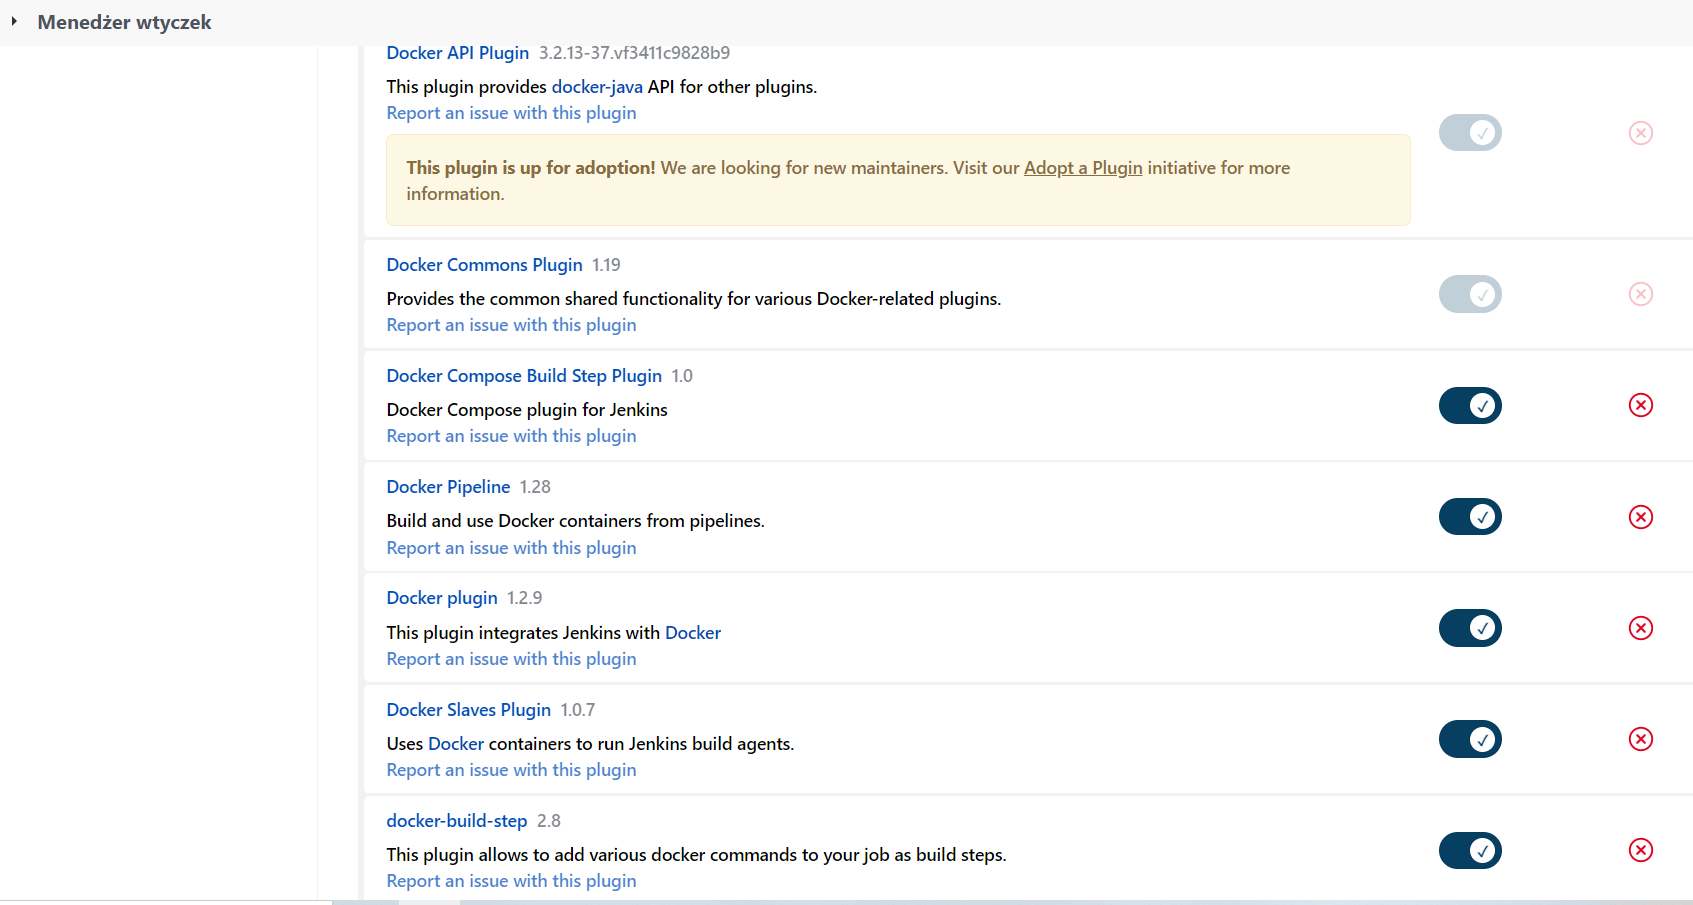 Menedżer wtyczek
Docker API Plugin 3.2.13-37.vf3411c9828b9
This plugin provides docker-java API for other plugins.
Report an issue with this plugin
This plugin is up for adoption! We are looking for new maintainers. Visit our Adopt a Plugin initiative for more
information.
Docker Commons Plugin 1.19
Provides the common shared functionality for various Docker-related plugins.
Report an issue with this plugin
Docker Compose Build Step Plugin 1.0
Docker Compose plugin for Jenkins
Report an issue with this plugin
Docker Pipeline 1.28
Build and use Docker containers from pipelines.
Report an issue with this plugin
Docker plugin 1.2.9
This plugin integrates Jenkins with Docker
Report an issue with this plugin
Docker Slaves Plugin 1.0.7
Uses Docker containers to run Jenkins build agents.
Report an issue with this plugin
docker-build-step 2.8
This plugin allows to add various docker commands to your job as build steps.
Report an issue with this plugin